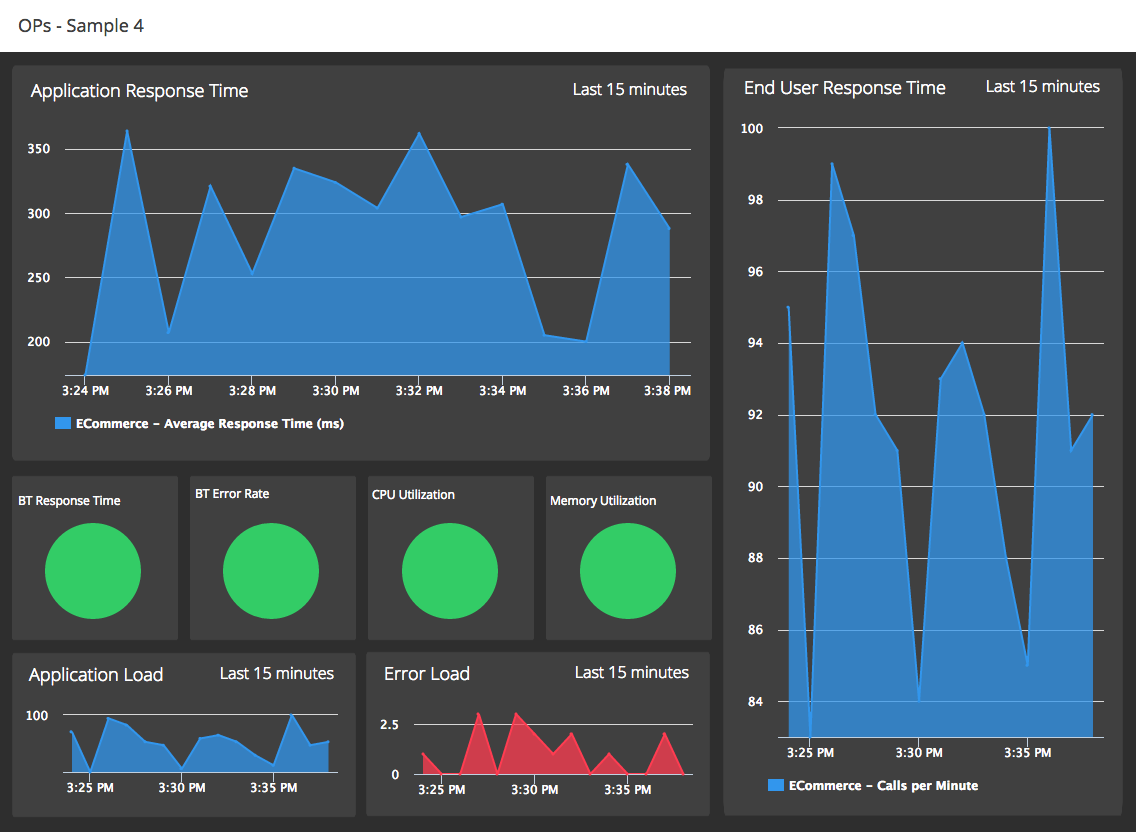 OPs - Sample 4
Application Response Time
Last 15 minutes
350
300
250
200
3:24 PM 3:26 PM 3:28 PM 3:30 PM 3:32 PM 3:34 PM 3:36 PM 3:38 PM
ECommerce – Average Response Time (ms)
End User Response Time
Last 15 minutes
100
98
96
94
92
90
88
86
84
3:25 PM 3:30 PM 3:35 PM
ECommerce – Calls per Minute
BT Response Time
BT Error Rate
CPU Utilization
Memory Utilization
Application Load
Last 15 minutes
100
3:25 PM 3:30 PM 3:35 PM
Error Load
Last 15 minutes
2.5
0
3:25 PM 3:30 PM 3:35 PM